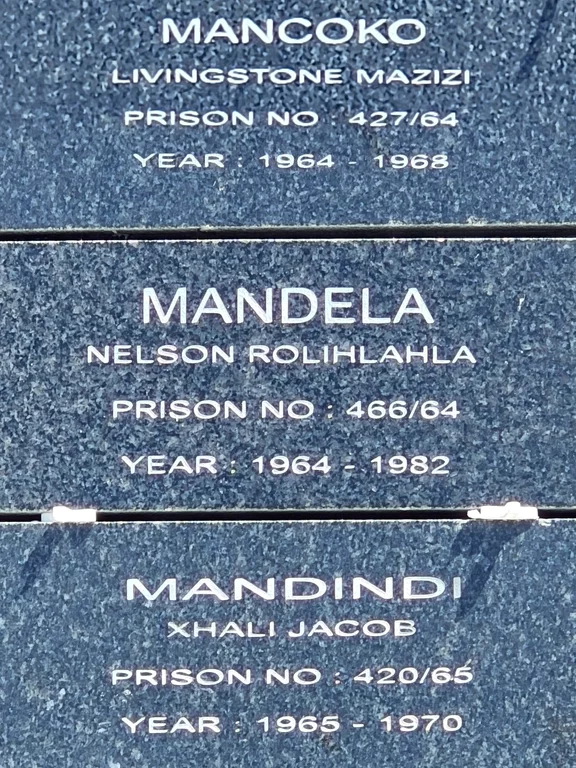 MANCOKO
LIVINGSTONE MAZIZI
PRISON NO : 427/64
YEAR : 1964 - 1968
MANDELA
NELSON ROLIHLAHLA
PRISON NO : 466/64
YEAR : 1964 - 1982
MANDINDI
XHALI JACOB
PRISON NO : 420/65
YEAR : 1965 - 1970